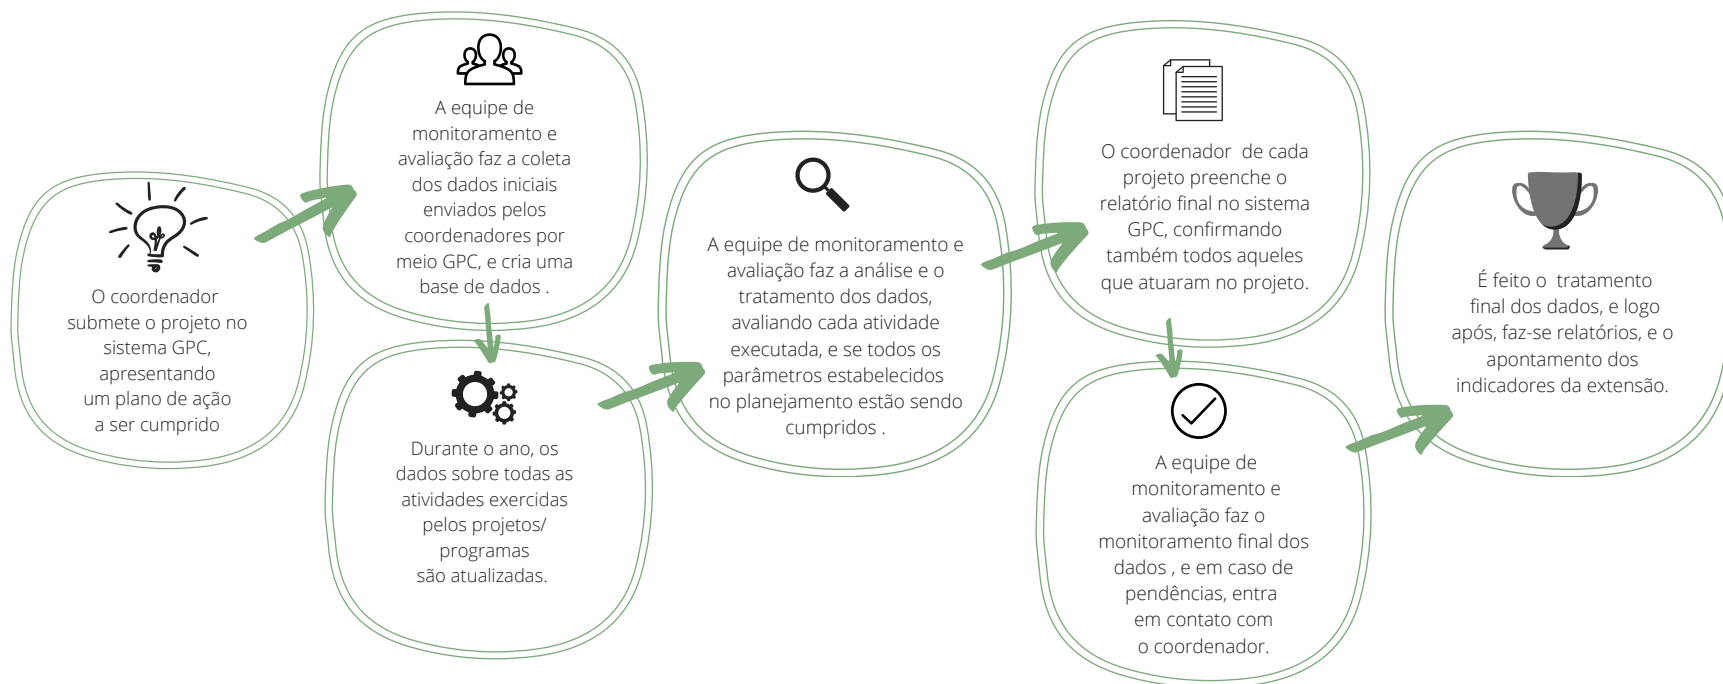 O coordenador
submete o projeto no
sistema GPC,
apresentando
um plano de ação
a ser cumprido
A equipe de
monitoramento e
avaliação faz a coleta
dos dados iniciais
enviados pelos
coordenadores por
meio GPC, e cria uma
base de dados .
Durante o ano, os
dados sobre todas as
atividades exercidas
pelos projetos/
programas
são atualizadas.
A equipe de monitoramento e
avaliação faz a análise e o
tratamento dos dados,
avaliando cada atividade
executada, e se todos os
parâmetros estabelecidos
no planejamento estão sendo
cumpridos .
O coordenador  de cada
projeto preenche o
relatório final no sistema
GPC, confirmando
também todos aqueles
que atuaram no projeto.
A equipe de
monitoramento e
avaliação faz o
monitoramento final dos
dados , e em caso de
pendências, entra
em contato com
o coordenador.
É feito o  tratamento
final dos dados, e logo
após, faz-se relatórios, e o
apontamento dos
indicadores da extensão.